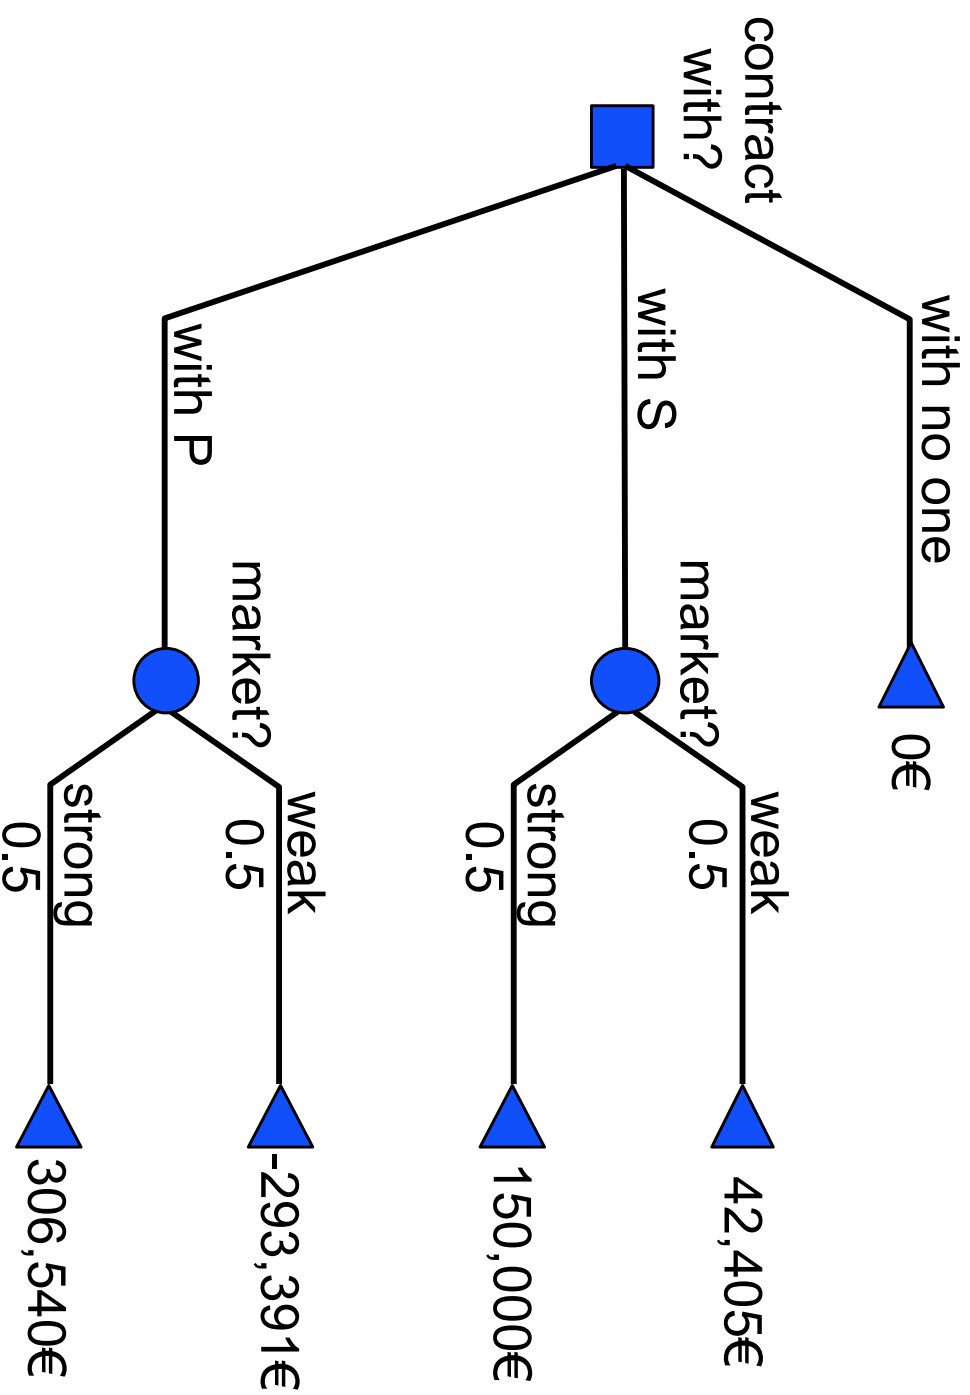 contract
with?
with no one
0€
with S
market?
weak
0.5
42,405€
strong
0.5
150,000€
with P
market?
weak
0.5
-293,391€
strong
0.5
306,540€